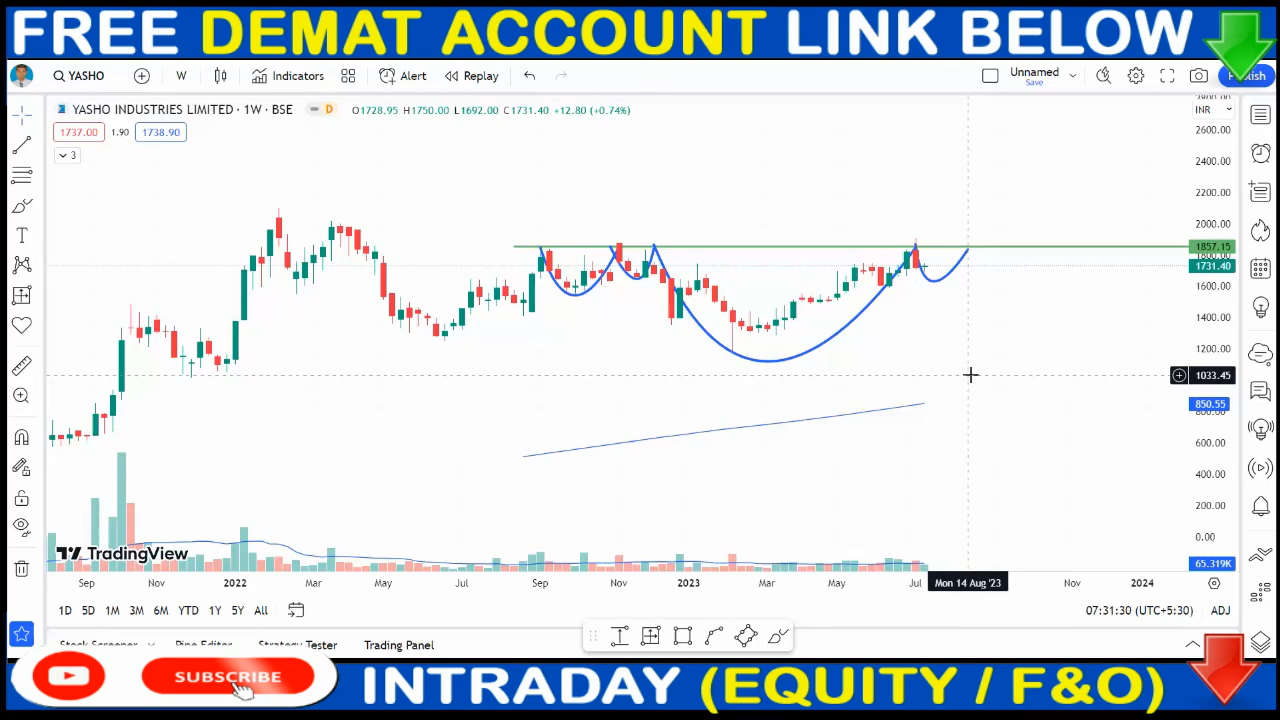 FREE DEMAT ACCOUNT LINK BELOW
YASHO
W
Indicators
Alert
Replay
Unnamed
Save
Publish
YASHO INDUSTRIES LIMITED · 1W · BSE
D
O1728.95 H1750.00 L1692.00 C1731.40 +12.80 (+0.74%)
INR
1737.00 1.90 1738.90
3
2600.00
2400.00
2200.00
2000.00
1857.15
1731.40
1600.00
1400.00
1200.00
1033.45
850.55
600.00
400.00
200.00
0.00
65.319K
TradingView
Sep
Nov
2022
Mar
May
Jul
Sep
Nov
2023
Mar
May
Jul
Mon 14 Aug '23
Nov
2024
1D 5D 1M 3M 6M YTD 1Y 5Y All
07:31:30 (UTC+5:30)
ADJ
Stock Screener
Pine Editor
Strategy Tester
Trading Panel
SUBSCRIBE
INTRADAY (EQUITY / F&O)